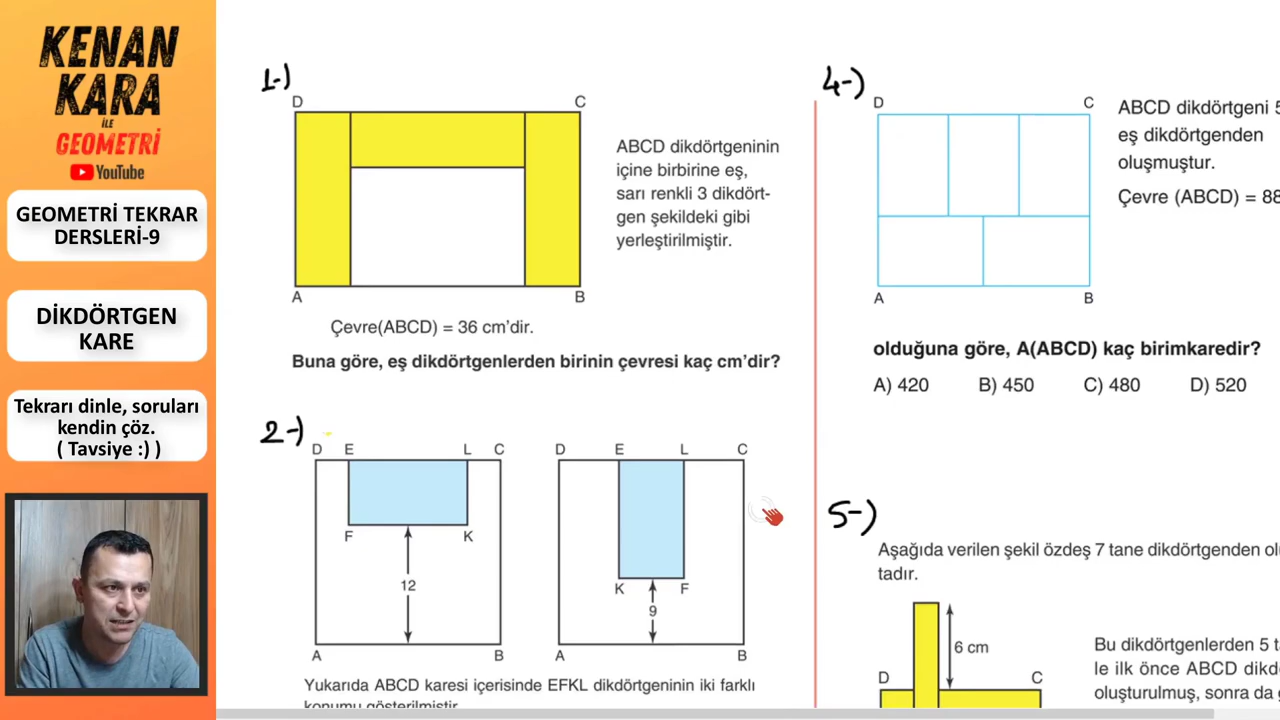 KENAN
KARA
İLE
GEOMETRİ
YouTube
GEOMETRİ TEKRAR
DERSLERİ-9
DİKDÖRTGEN
KARE
Tekrarı dinle, soruları
kendin çöz.
( Tavsiye :) )
1-)
D C
A B
ABCD dikdörtgeninin
içine birbirine eş,
sarı renkli 3 dikdört-
gen şekildeki gibi
yerleştirilmiştir.
Çevre(ABCD) = 36 cm'dir.
Buna göre, eş dikdörtgenlerden birinin çevresi kaç cm'dir?
2-)
D E L C
F K
12
A B
D E L C
K F
9
A B
Yukarıda ABCD karesi içerisinde EFKL dikdörtgeninin iki farklı
konumu gösterilmiştir.
4-)
D C
A B
ABCD dikdörtgeni 5
eş dikdörtgenden
oluşmuştur.
Çevre (ABCD) = 88
olduğuna göre, A(ABCD) kaç birimkaredir?
A) 420 B) 450 C) 480 D) 520
5-)
Aşağıda verilen şekil özdeş 7 tane dikdörtgenden
tadır.
6 cm
D C
Bu dikdörtgenlerden 5
le ilk önce ABCD
oluşturulmuş, sonra da